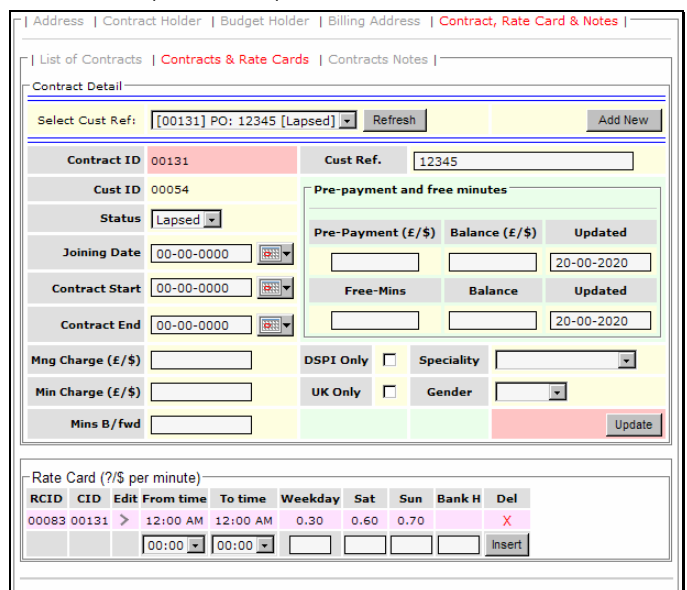 | Address | Contract Holder | Budget Holder | Billing Address | Contract, Rate Card & Notes |
| List of Contracts | Contracts & Rate Cards | Contracts Notes |
Contract Detail
Select Cust Ref: [00131] PO: 12345 [Lapsed] Refresh Add New
Contract ID 00131 Cust Ref. 12345
Cust ID 00054 Pre-payment and free minutes
Status Lapsed
Pre-Payment (£/$) Balance (£/$) Updated
Joining Date 00-00-0000
20-00-2020
Contract Start 00-00-0000 Free-Mins Balance Updated
Contract End 00-00-0000 20-00-2020
Mng Charge (£/$) DSPI Only Speciality
Min Charge (£/$) UK Only Gender
Mins B/fwd Update
Rate Card (?/$ per minute)
RCID CID Edit From time To time Weekday Sat Sun Bank H Del
00083 00131 > 12:00 AM 12:00 AM 0.30 0.60 0.70 X
00:00 00:00 Insert